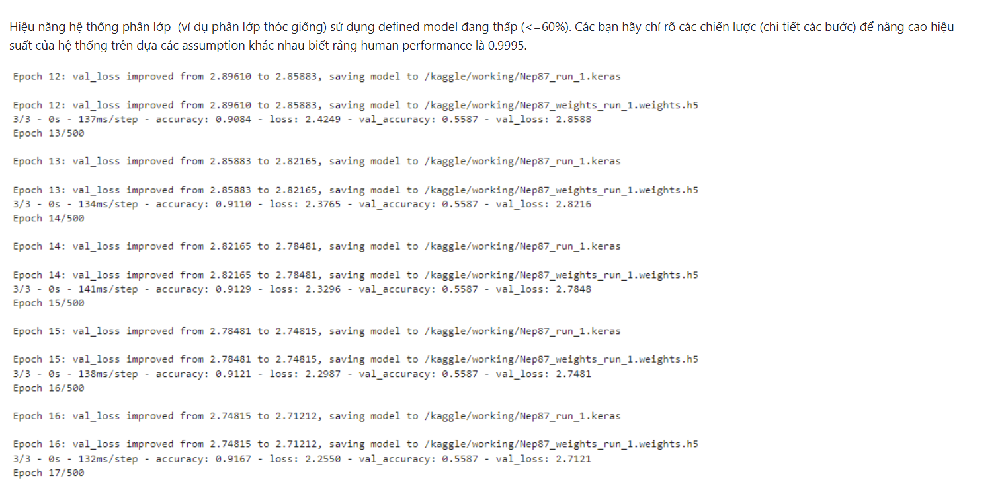 Hiệu năng hệ thống phân lớp (ví dụ phân lớp thóc giống) sử dụng defined model đang thấp (<=60%). Các bạn hãy chỉ rõ các chiến lược (chi tiết các bước) để nâng cao hiệu
suất của hệ thống trên dựa các assumption khác nhau biết rằng human performance là 0.9995.
Epoch 12: val_loss improved from 2.89610 to 2.85883, saving model to /kaggle/working/Nep87_run_1.keras
Epoch 12: val_loss improved from 2.89610 to 2.85883, saving model to /kaggle/working/Nep87_weights_run_1.weights.h5
3/3 - 0s - 137ms/step - accuracy: 0.9084 - loss: 2.4249 - val_accuracy: 0.5587 - val_loss: 2.8588
Epoch 13/500
Epoch 13: val_loss improved from 2.85883 to 2.82165, saving model to /kaggle/working/Nep87_run_1.keras
Epoch 13: val_loss improved from 2.85883 to 2.82165, saving model to /kaggle/working/Nep87_weights_run_1.weights.h5
3/3 - 0s - 134ms/step - accuracy: 0.9110 - loss: 2.3765 - val_accuracy: 0.5587 - val_loss: 2.8216
Epoch 14/500
Epoch 14: val_loss improved from 2.82165 to 2.78481, saving model to /kaggle/working/Nep87_run_1.keras
Epoch 14: val_loss improved from 2.82165 to 2.78481, saving model to /kaggle/working/Nep87_weights_run_1.weights.h5
3/3 - 0s - 141ms/step - accuracy: 0.9129 - loss: 2.3296 - val_accuracy: 0.5587 - val_loss: 2.7848
Epoch 15/500
Epoch 15: val_loss improved from 2.78481 to 2.74815, saving model to /kaggle/working/Nep87_run_1.keras
Epoch 15: val_loss improved from 2.78481 to 2.74815, saving model to /kaggle/working/Nep87_weights_run_1.weights.h5
3/3 - 0s - 138ms/step - accuracy: 0.9121 - loss: 2.2987 - val_accuracy: 0.5587 - val_loss: 2.7481
Epoch 16/500
Epoch 16: val_loss improved from 2.74815 to 2.71212, saving model to /kaggle/working/Nep87_run_1.keras
Epoch 16: val_loss improved from 2.74815 to 2.71212, saving model to /kaggle/working/Nep87_weights_run_1.weights.h5
3/3 - 0s - 132ms/step - accuracy: 0.9167 - loss: 2.2550 - val_accuracy: 0.5587 - val_loss: 2.7121
Epoch 17/500